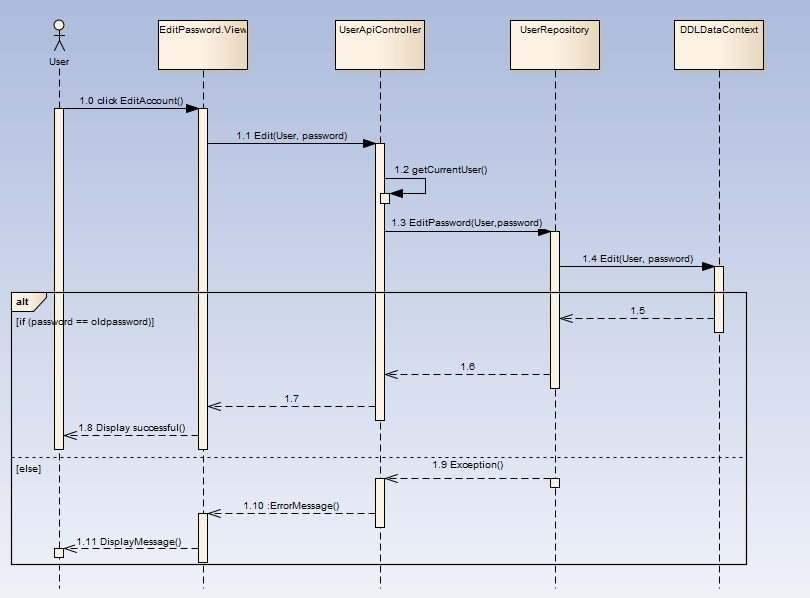 EditPassword.View
UserApiController
UserRepository
DDLDataContext
User
1.0 click EditAccount()
1.1 Edit(User, password)
1.2 getCurrentUser()
1.3 EditPassword(User,password)
1.4 Edit(User, password)
alt
[if (password == oldpassword)]
1.5
1.6
1.7
1.8 Display successful()
[else]
1.9 Exception()
1.10 :ErrorMessage()
1.11 DisplayMessage()